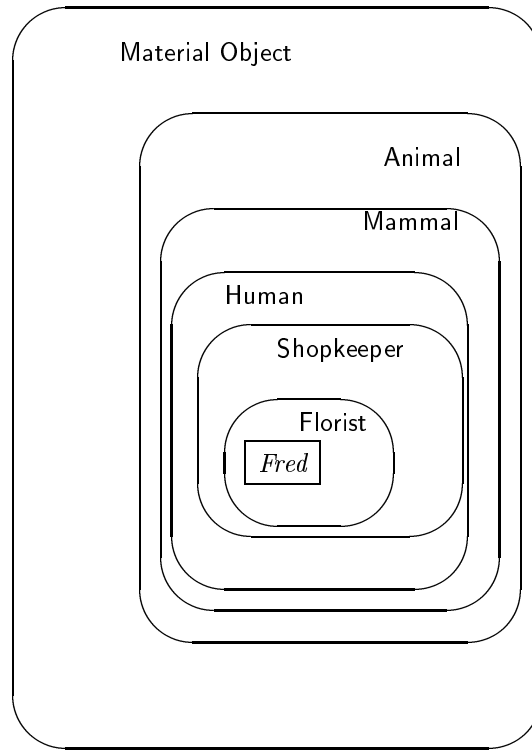 Material Object
Animal
Mammal
Human
Shopkeeper
Florist
Fred